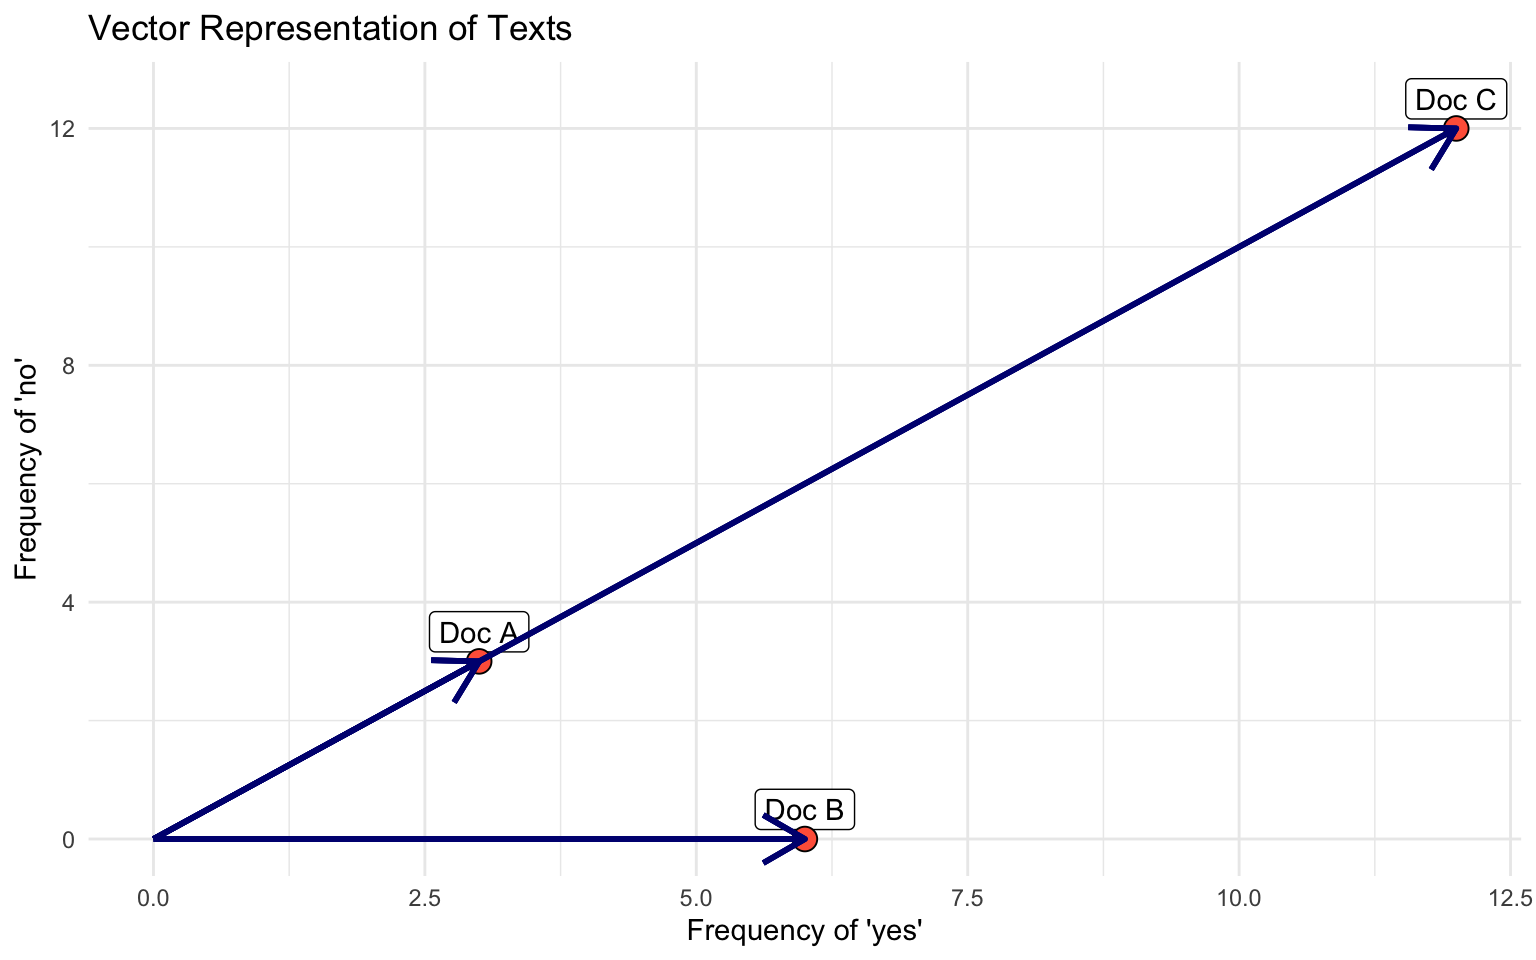 Vector Representation of Texts
Doc C
12
8
Frequency of 'no'
4
Doc A
Doc B
0
0.0 2.5 5.0 7.5 10.0 12.5
Frequency of 'yes'